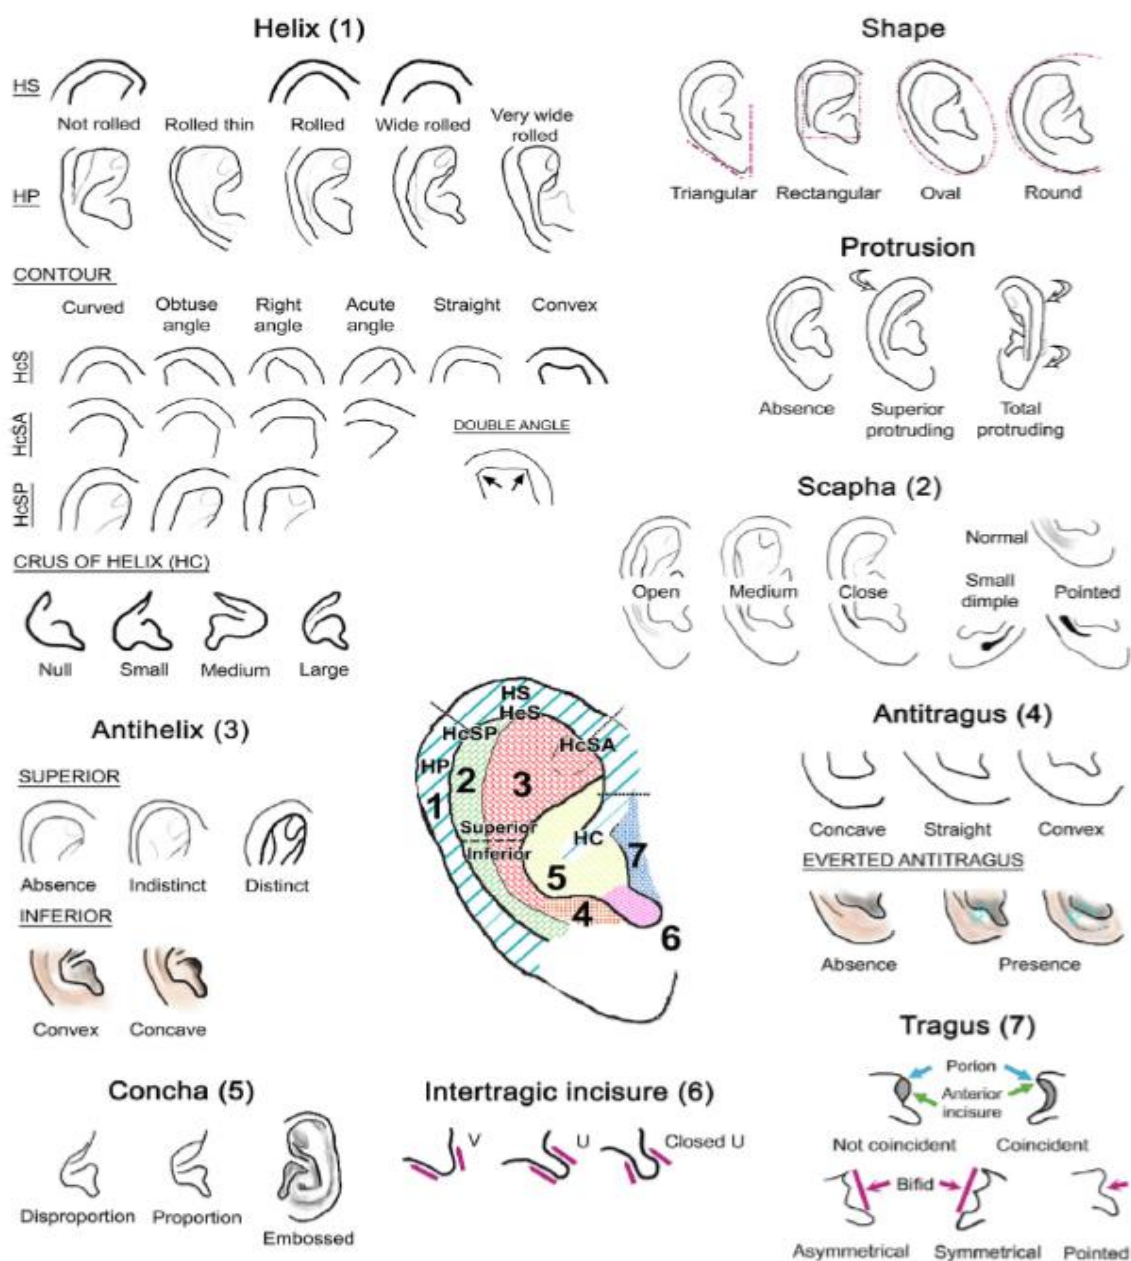 Helix (1)
HS
Not rolled
Rolled thin
Rolled
Wide rolled
Very wide
rolled
HP
CONTOUR
Curved
Obtuse
angle
Right
angle
Acute
angle
Straight
Convex
HcS
HcSA
DOUBLE ANGLE
HcSP
CRUS OF HELIX (HC)
Null
Small
Medium
Large
Shape
Triangular
Rectangular
Oval
Round
Protrusion
Absence
Superior
protruding
Total
protruding
Scapha (2)
Open
Medium
Close
Normal
Small
dimple
Pointed
Antihelix (3)
SUPERIOR
Absence
Indistinct
Distinct
INFERIOR
Convex
Concave
HS
HeS
HcSP
HcSA
HP
1
2
3
Superior
Inferior
HC
7
5
4
6
Antitragus (4)
Concave
Straight
Convex
EVERTED ANTITRAGUS
Absence
Presence
Concha (5)
Disproportion
Proportion
Embossed
Intertragic incisure (6)
V
U
Closed U
Tragus (7)
Porion
Anterior
incisure
Not coincident
Coincident
Bifid
Asymmetrical
Symmetrical
Pointed